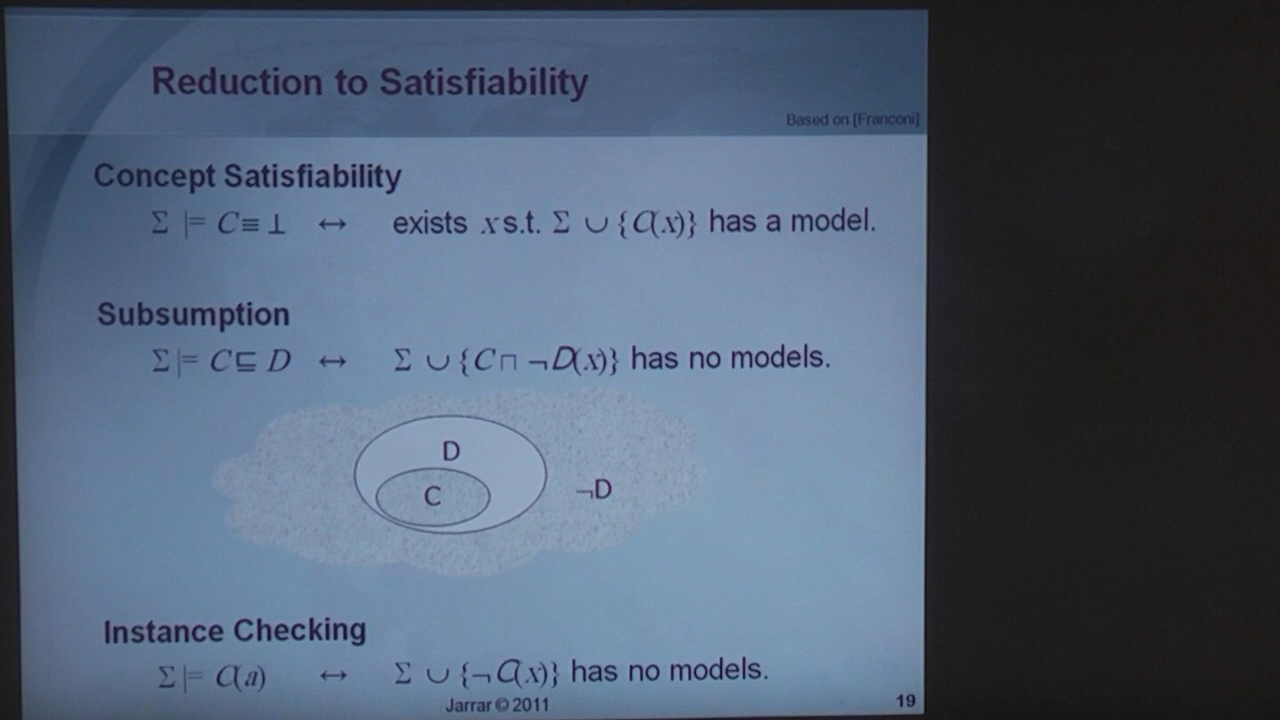 Reduction to Satisfiability
Based on [Franconi]
Concept Satisfiability
Σ |= C ≡ ⊥ ↔ exists x s.t. Σ ∪ {C(x)} has a model.
Subsumption
Σ |= C ⊑ D ↔ Σ ∪ {C ⊓ ¬D(x)} has no models.
D
C
¬D
Instance Checking
Σ |= C(a) ↔ Σ ∪ {¬C(x)} has no models.
Jarrar © 2011
19